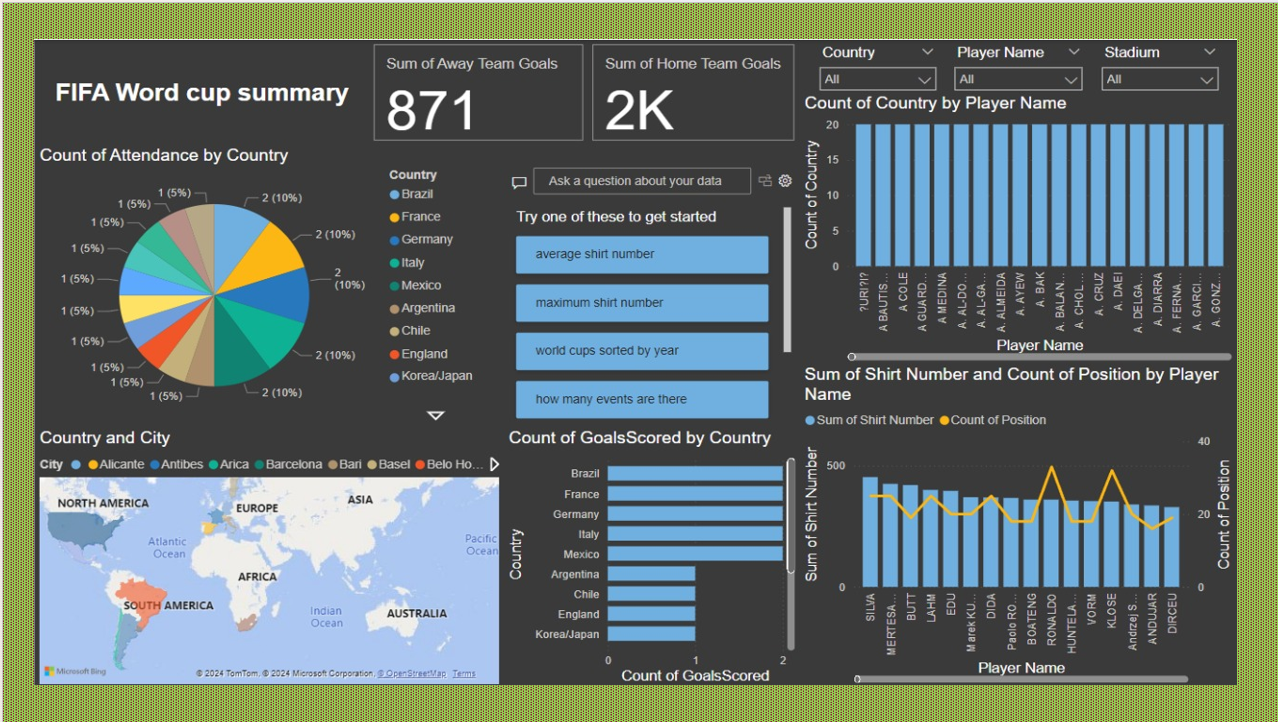 FIFA Word cup summary
Sum of Away Team Goals
871
Sum of Home Team Goals
2K
Country
All
Player Name
All
Stadium
All
Count of Attendance by Country
2 (10%)
2 (10%)
2
(10%)
2 (10%)
2 (10%)
1 (5%)
1 (5%)
1 (5%)
1 (5%)
1 (5%)
1 (5%)
1 (5%)
1 (5%)
1 (5%)
1 (5%)
Country
Brazil
France
Germany
Italy
Mexico
Argentina
Chile
England
Korea/Japan
Ask a question about your data
Try one of these to get started
average shirt number
maximum shirt number
world cups sorted by year
how many events are there
Count of Country by Player Name
Count of Country
20
15
10
5
0
?URI?!?
A BAUTIS...
A COLE
A GUARD...
A MEDINA
A. AL-DO...
A. AL-GA...
A. ALMEIDA
A. AYEW
A. BAK
A. BALAN...
A. CHOL...
A. CRUZ
A. DAEI
A. DELGA...
A. DIARRA
A. FERNA...
A. GARCI...
A. GONZ...
Player Name
Country and City
City
Alicante
Antibes
Arica
Barcelona
Bari
Basel
Belo Ho...
NORTH AMERICA
EUROPE
ASIA
Atlantic
Ocean
Pacific
Ocean
AFRICA
SOUTH AMERICA
Indian
Ocean
AUSTRALIA
Microsoft Bing
© 2024 TomTom, © 2024 Microsoft Corporation, © OpenStreetMap Terms
Count of GoalsScored by Country
Country
Brazil
France
Germany
Italy
Mexico
Argentina
Chile
England
Korea/Japan
0
1
2
Count of GoalsScored
Sum of Shirt Number and Count of Position by Player
Name
Sum of Shirt Number
Count of Position
Sum of Shirt Number
500
0
40
20
0
Count of Position
SILVA
MERTESA...
BUTT
LAHM
EDU
Marek KU...
DIDA
Paolo RO...
BOATENG
RONALDO
HUNTELA...
VORM
KLOSE
Andrzej S...
ANDUJAR
DIRCEU
Player Name